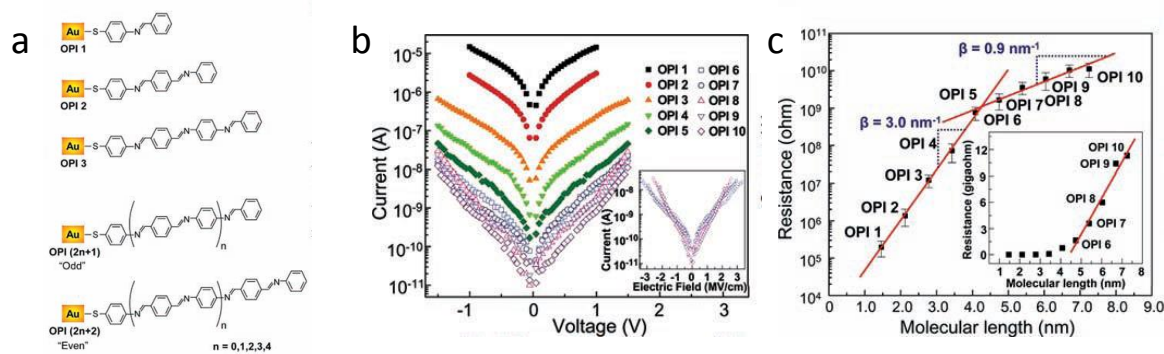 a
Au S N
OPI 1
Au S N N
OPI 2
Au S N N N
OPI 3
Au S N N N n
OPI (2n+1)
"Odd"
Au S N N N N n
OPI (2n+2)
"Even"
n = 0,1,2,3,4
b
10⁻⁵
10⁻⁶
10⁻⁷
10⁻⁸
10⁻⁹
10⁻¹⁰
10⁻¹¹
Current (A)
OPI 1 OPI 6
OPI 2 OPI 7
OPI 3 OPI 8
OPI 4 OPI 9
OPI 5 OPI 10
Current (A)
10⁻⁸
10⁻⁹
10⁻¹⁰
10⁻¹¹
-3 -2 -1 0 1 2 3
Electric Field (MV/cm)
-1 0 1 2 3
Voltage (V)
c
10¹¹
10¹⁰
10⁹
10⁸
10⁷
10⁶
10⁵
10⁴
Resistance (ohm)
β = 0.9 nm⁻¹
β = 3.0 nm⁻¹
OPI 1
OPI 2
OPI 3
OPI 4
OPI 5
OPI 6
OPI 7
OPI 8
OPI 9
OPI 10
Resistance (gigaohm)
12
9
6
3
0
OPI 10
OPI 9
OPI 8
OPI 7
OPI 6
1 2 3 4 5 6 7 8
Molecular length (nm)
0.0 1.0 2.0 3.0 4.0 5.0 6.0 7.0 8.0 9.0
Molecular length (nm)